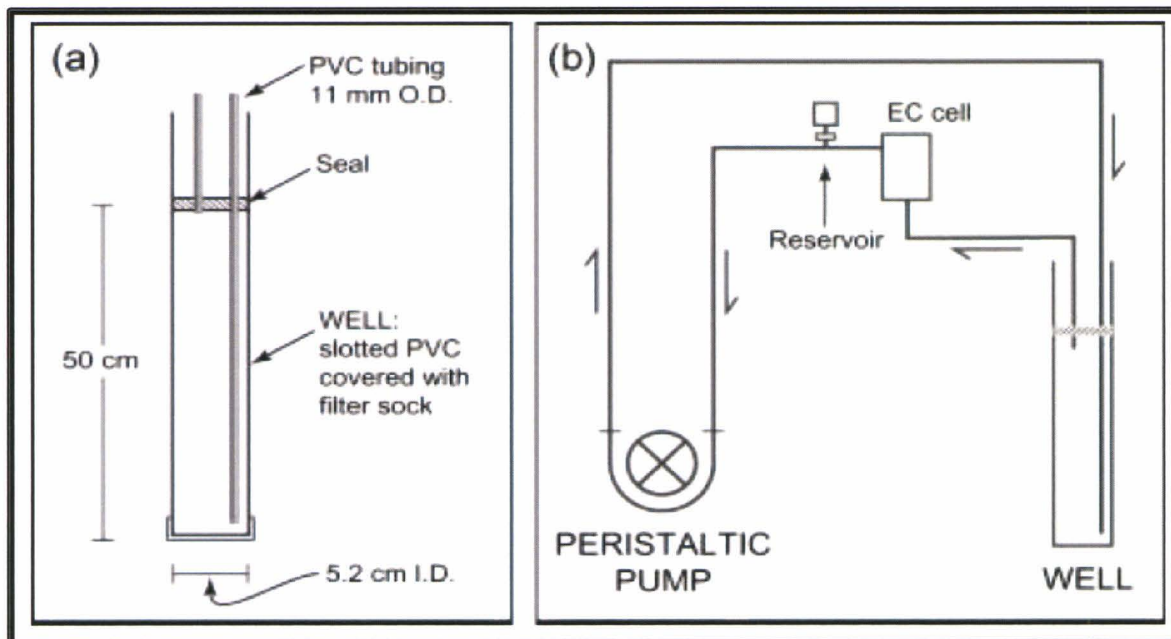 (a)
PVC tubing
11 mm O.D.
Seal
WELL:
slotted PVC
covered with
filter sock
50 cm
5.2 cm I.D.
(b)
EC cell
Reservoir
PERISTALTIC
PUMP
WELL